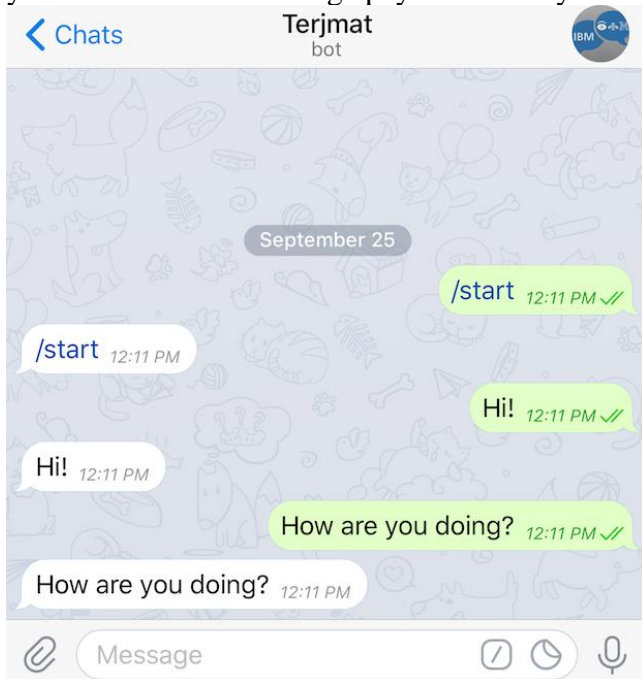 Chats
Terjmat
bot
IBM
September 25
/start 12:11 PM
/start 12:11 PM
Hi! 12:11 PM
Hi! 12:11 PM
How are you doing? 12:11 PM
How are you doing? 12:11 PM
Message